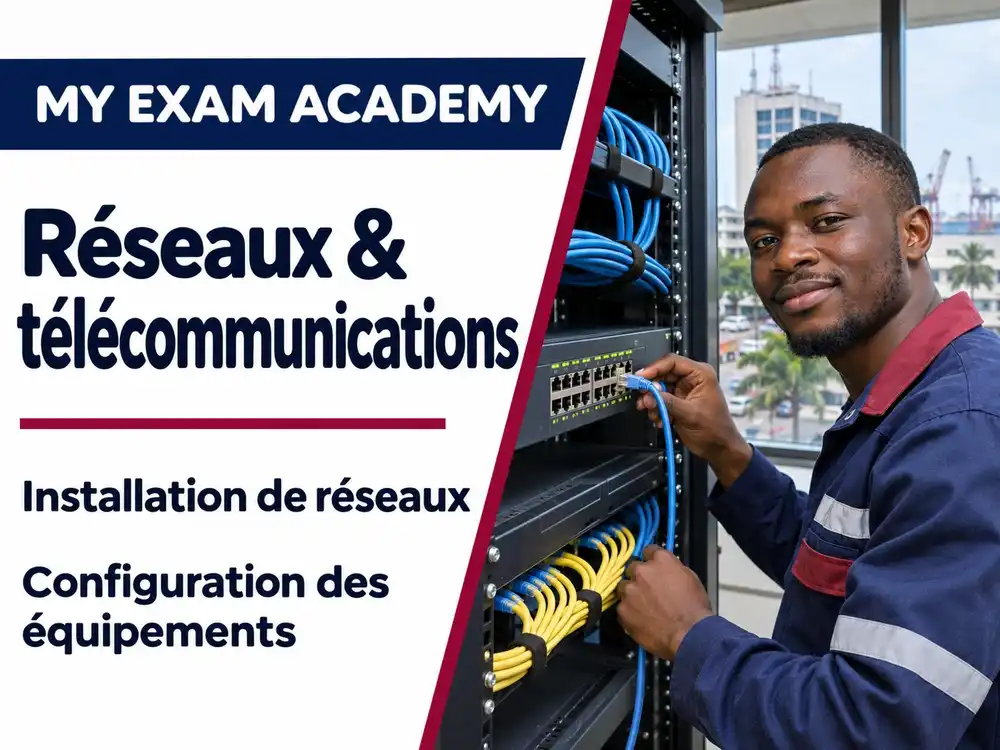 MY EXAM ACADEMY
Réseaux &
télécommunications
Installation de réseaux
Configuration des
équipements